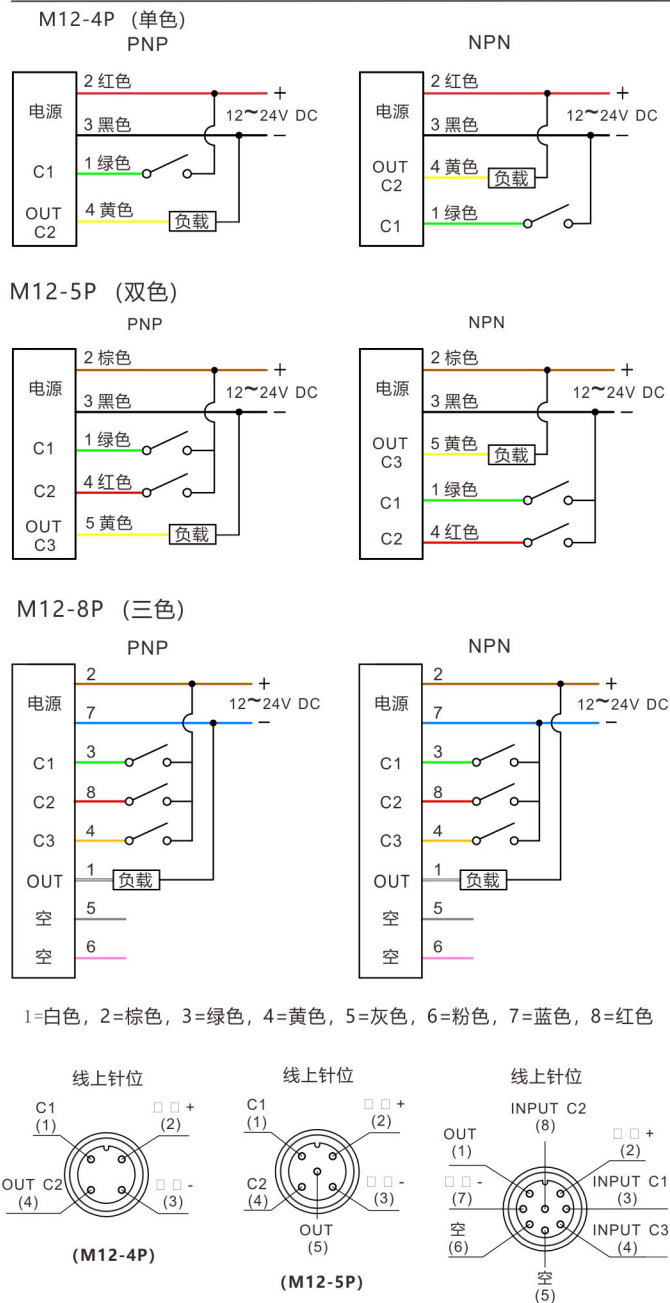 M12-4P (单色)
PNP
NPN
2 红色
+
电源
12~24V DC
3 黑色
−
C1
1 绿色
OUT
C2
4 黄色
负载
2 红色
+
电源
12~24V DC
3 黑色
−
OUT
C2
4 黄色
负载
C1
1 绿色
M12-5P (双色)
PNP
NPN
2 棕色
+
电源
12~24V DC
3 黑色
−
C1
1 绿色
C2
4 红色
OUT
C3
5 黄色
负载
2 棕色
+
电源
12~24V DC
3 黑色
−
OUT
C3
5 黄色
负载
C1
1 绿色
C2
4 红色
M12-8P (三色)
PNP
NPN
2
+
电源
12~24V DC
7
−
C1
3
C2
8
C3
4
OUT
1
负载
空
5
空
6
2
+
电源
12~24V DC
7
−
C1
3
C2
8
C3
4
OUT
1
负载
空
5
空
6
1=白色，2=棕色，3=绿色，4=黄色，5=灰色，6=粉色，7=蓝色，8=红色
线上针位
C1
(1)
□ □ +
(2)
OUT C2
(4)
□ □ -
(3)
(M12-4P)
线上针位
C1
(1)
□ □ +
(2)
C2
(4)
□ □ -
(3)
OUT
(5)
(M12-5P)
线上针位
INPUT C2
(8)
OUT
(1)
□ □ +
(2)
□ □ -
(7)
INPUT C1
(3)
空
(6)
INPUT C3
(4)
空
(5)